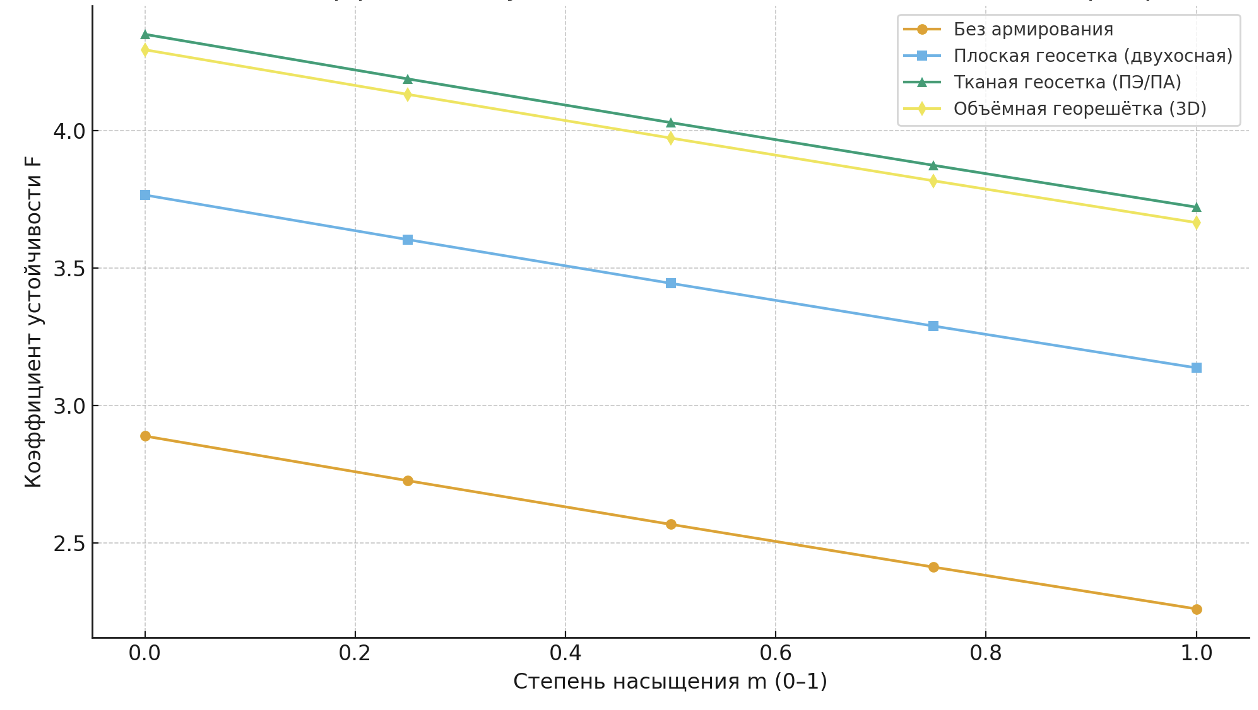 Без армирования
Плоская геосетка (двухосная)
Тканая геосетка (ПЭ/ПА)
Объёмная георешётка (3D)
Коэффициент устойчивости F
4.0
3.5
3.0
2.5
0.0 0.2 0.4 0.6 0.8 1.0
Степень насыщения m (0–1)